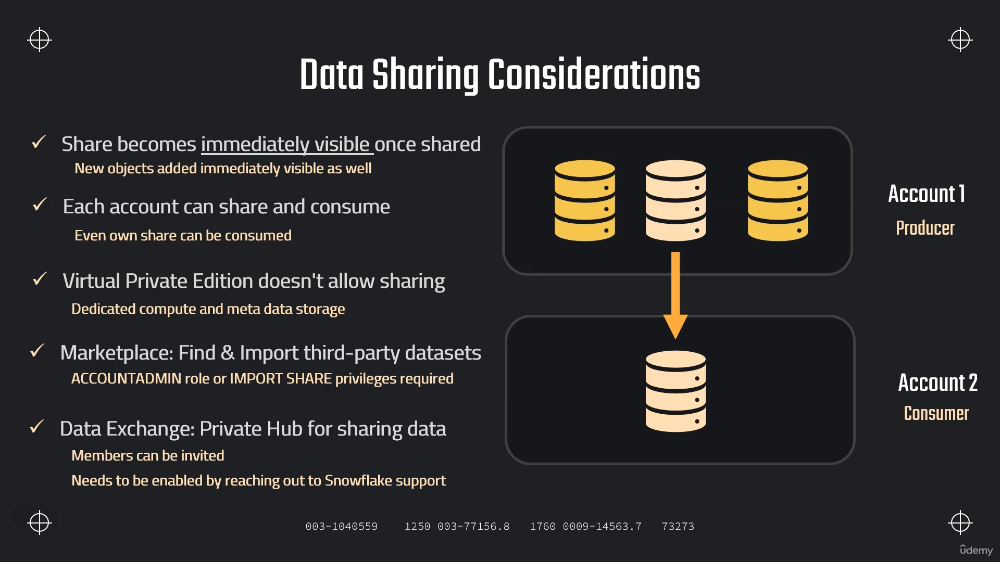 Data Sharing Considerations
Share becomes immediately visible once shared
New objects added immediately visible as well
Each account can share and consume
Even own share can be consumed
Virtual Private Edition doesn't allow sharing
Dedicated compute and meta data storage
Marketplace: Find & Import third-party datasets
ACCOUNTADMIN role or IMPORT SHARE privileges required
Data Exchange: Private Hub for sharing data
Members can be invited
Needs to be enabled by reaching out to Snowflake support
Account 1
Producer
Account 2
Consumer
003-1040559 1250 003-77156.8 1760 0009-14563.7 73273
ûdemy